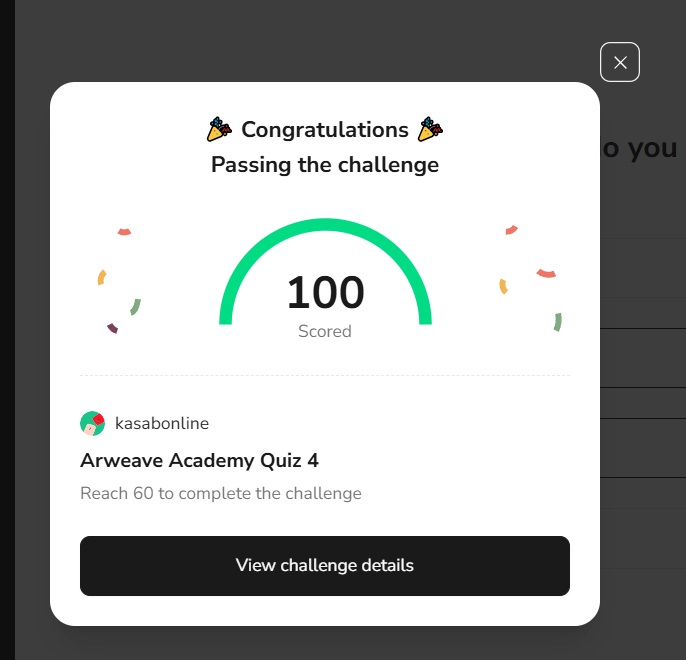 Congratulations
Passing the challenge
o you
100
Scored
kasabonline
Arweave Academy Quiz 4
Reach 60 to complete the challenge
View challenge details